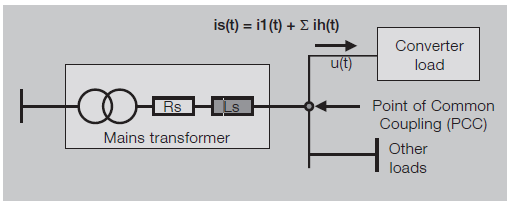 is(t) = i1(t) + Σ ih(t)
u(t)
Converter
load
Rs
Ls
Mains transformer
Point of Common
Coupling (PCC)
Other
loads